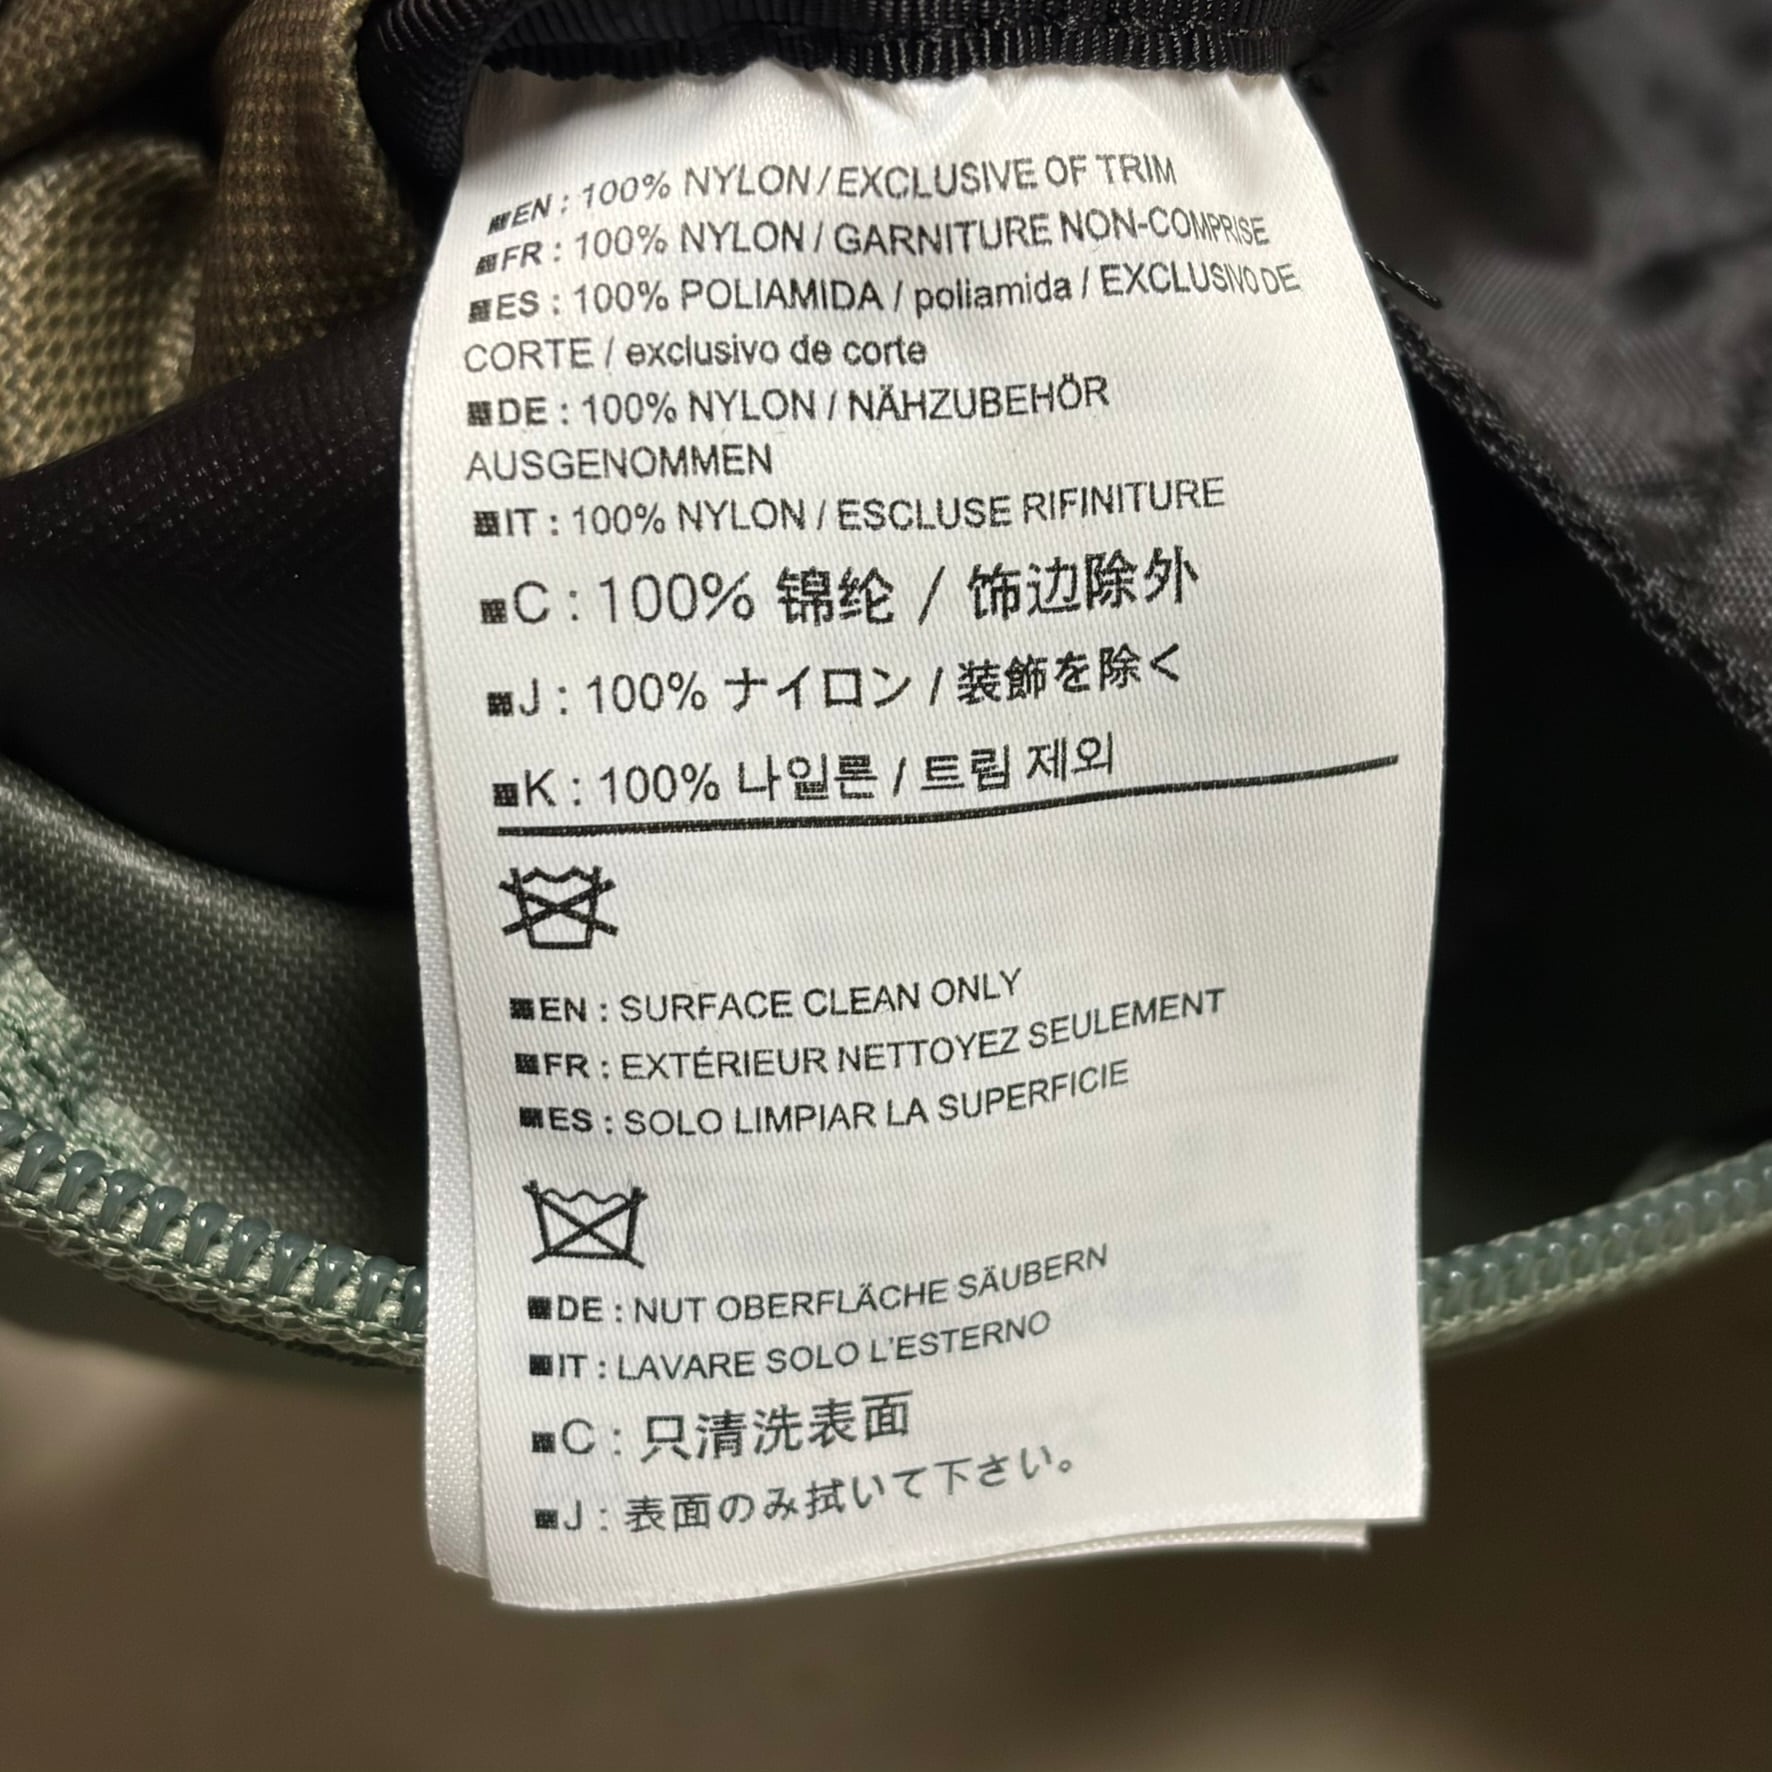 EN : 100% NYLON / EXCLUSIVE OF TRIM
FR : 100% NYLON / GARNITURE NON-COMPRISE
ES : 100% POLIAMIDA / poliamida / EXCLUSIVO DE
CORTE / exclusivo de corte
DE : 100% NYLON / NÄHZUBEHÖR
AUSGENOMMEN
IT : 100% NYLON / ESCLUSE RIFINITURE
C : 100% 锦纶 / 饰边除外
J : 100% ナイロン / 装飾を除く
K : 100% 나일론 / 트림 제외
EN : SURFACE CLEAN ONLY
FR : EXTÉRIEUR NETTOYEZ SEULEMENT
ES : SOLO LIMPIAR LA SUPERFICIE
DE : NUT OBERFLÄCHE SÄUBERN
IT : LAVARE SOLO L'ESTERNO
C : 只清洗表面
J : 表面のみ拭いて下さい。